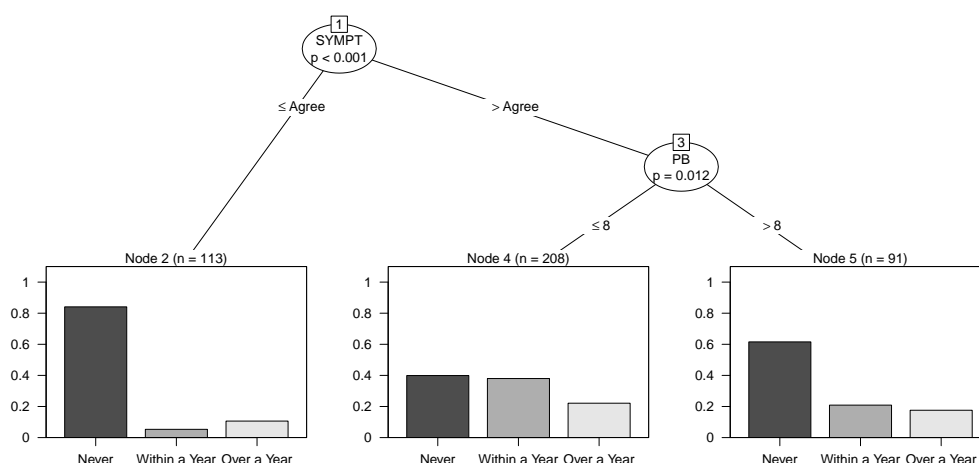 1
SYMPT
p < 0.001
≤ Agree
> Agree
3
PB
p = 0.012
≤ 8
> 8
Node 2 (n = 113)
1
0.8
0.6
0.4
0.2
0
Never Within a Year Over a Year
Node 4 (n = 208)
1
0.8
0.6
0.4
0.2
0
Never Within a Year Over a Year
Node 5 (n = 91)
1
0.8
0.6
0.4
0.2
0
Never Within a Year Over a Year